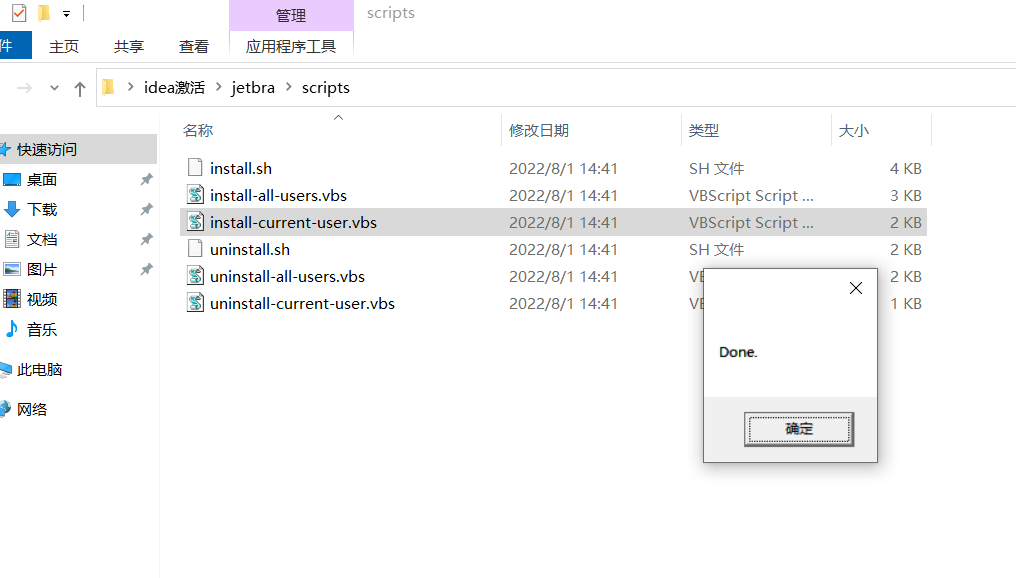 管理
scripts
件
主页
共享
查看
应用程序工具
idea激活 > jetbra > scripts
名称
修改日期
类型
大小
快速访问
桌面
下载
文档
图片
视频
音乐
此电脑
网络
install.sh 2022/8/1 14:41 SH 文件 4 KB
install-all-users.vbs 2022/8/1 14:41 VBScript Script ... 3 KB
install-current-user.vbs 2022/8/1 14:41 VBScript Script ... 2 KB
uninstall.sh 2022/8/1 14:41 SH 文件 2 KB
uninstall-all-users.vbs 2022/8/1 14:41 2 KB
uninstall-current-user.vbs 2022/8/1 14:41 1 KB
Done.
确定